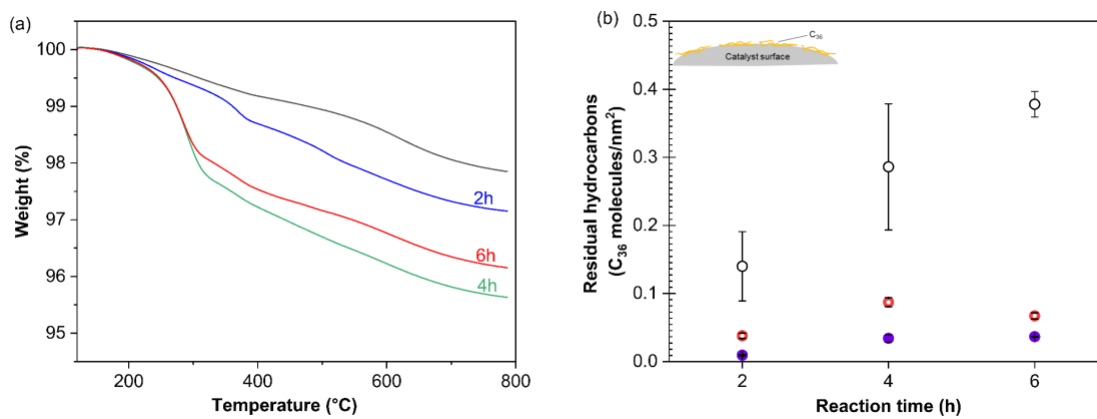 (a)
100
99
98
97
96
95
Weight (%)
2h
6h
4h
200
400
600
800
Temperature (°C)
(b)
0.5
0.4
0.3
0.2
0.1
0.0
Residual hydrocarbons
(C₃₆ molecules/nm²)
C₃₆
Catalyst surface
2
4
6
Reaction time (h)